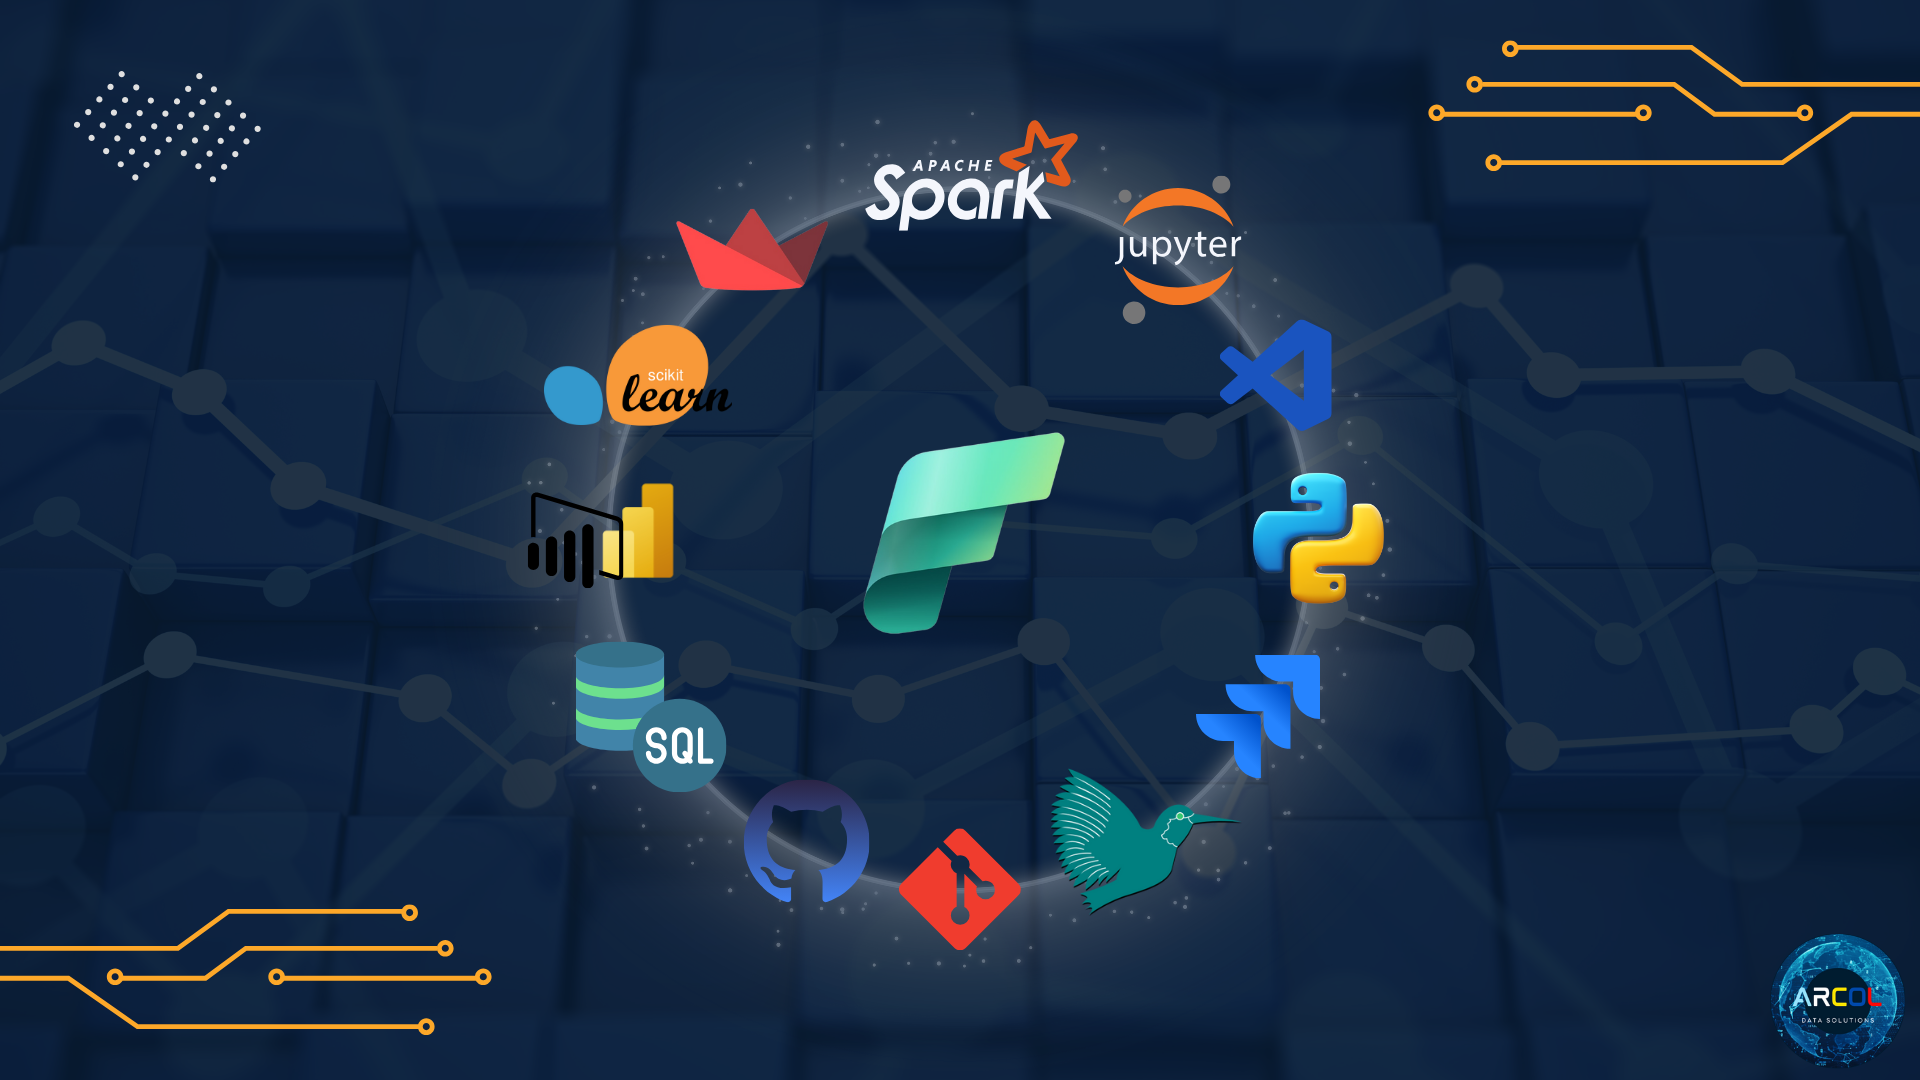 APACHE
Spark
jupyter
scikit
learn
SQL
ARCOL
DATA SOLUTIONS